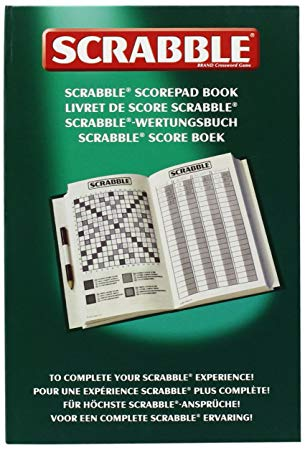 SCRABBLE®
BRAND Crossword Game
SCRABBLE® SCOREPAD BOOK
LIVRET DE SCORE SCRABBLE®
SCRABBLE®-WERTUNGSBUCH
SCRABBLE® SCORE BOEK
SCRABBLE
SCRABBLE
TO COMPLETE YOUR SCRABBLE® EXPERIENCE!
POUR UNE EXPÉRIENCE SCRABBLE® PLUS COMPLÈTE!
FÜR HÖCHSTE SCRABBLE®-ANSPRÜCHE!
VOOR EEN COMPLETE SCRABBLE® ERVARING!